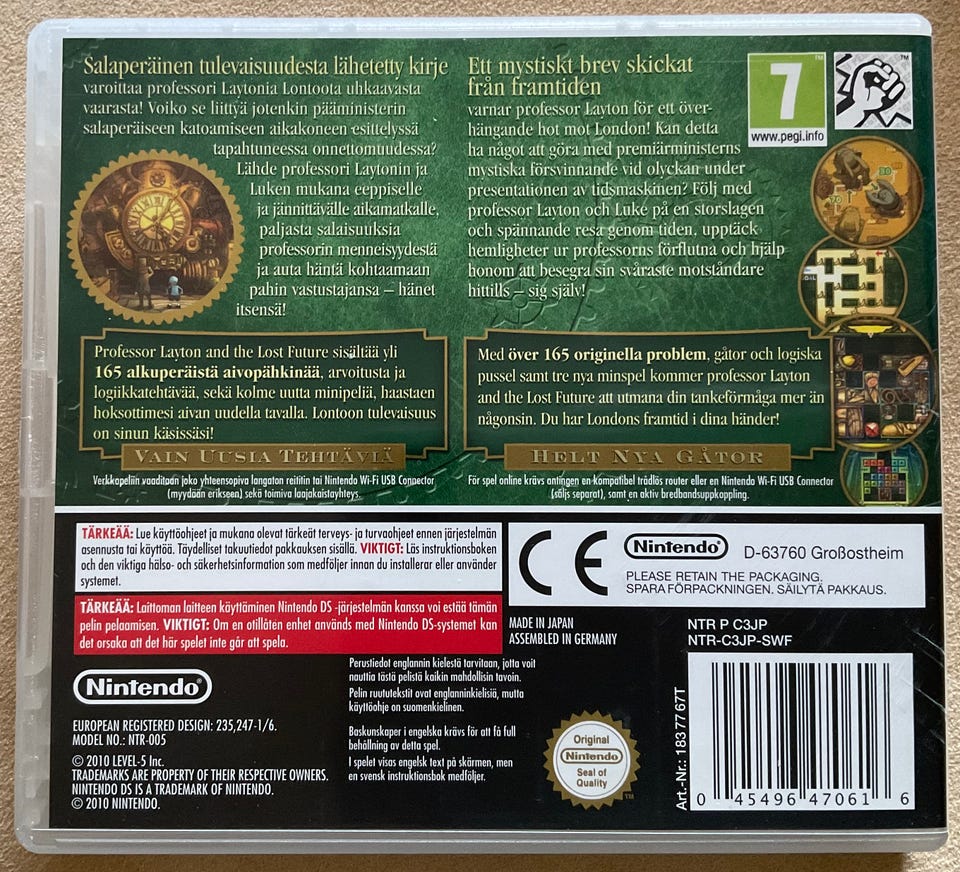 Salaperäinen tulevaisuudesta lähetetty kirje
varoittaa professori Laytonia Lontoota uhkaavasta
vaarasta! Voiko se liittyä jotenkin pääministerin
salaperäiseen katoamiseen aikakoneen esittelyssä
tapahtuneessa onnettomuudessa?
Lähde professori Laytonin ja
Luken mukana eeppiselle
ja jännittävälle aikamatkalle,
paljasta salaisuuksia
professorin menneisyydestä
ja auta häntä kohtaamaan
pahin vastustajansa – hänet
itsensä!
Ett mystiskt brev skickat
från framtiden
varnar professor Layton för ett över-
hängande hot mot London! Kan detta
ha något att göra med premiärministerns
mystiska försvinnande vid olyckan under
presentationen av tidsmaskinen? Följ med
professor Layton och Luke på en storslagen
och spännande resa genom tiden, upptäck
hemligheter ur professorns förflutna och hjälp
honom att besegra sin svåraste motståndare
hittills – sig själv!
7
TM
www.pegi.info
TM
80
70
Professor Layton and the Lost Future sisältää yli
165 alkuperäistä aivopähkinää, arvoitusta ja
logiikkatehtävää, sekä kolme uutta minipeliä, haastaen
hoksottimesi aivan uudella tavalla. Lontoon tulevaisuus
on sinun käsissäsi!
Vain Uusia Tehtäviä
Med över 165 originella problem, gåtor och logiska
pussel samt tre nya minspel kommer professor Layton
and the Lost Future att utmana din tankeförmåga mer än
någonsin. Du har Londons framtid i dina händer!
Helt Nya Gåtor
Verkkopeliin vaaditaan joko yhteensopiva langaton reititin tai Nintendo Wi-Fi USB Connector
(myydään erikseen) sekä toimiva laajakaistayhteys.
För spel online krävs antingen en kompatibel trådlös router eller en Nintendo Wi-Fi USB Connector
(säljs separat), samt en aktiv bredbandsuppkoppling.
TÄRKEÄÄ: Lue käyttöohjeet ja mukana olevat tärkeät terveys- ja turvaohjeet ennen järjestelmän
asennusta tai käyttöä. Täydelliset takuutiedot pakkauksen sisällä. VIKTIGT: Läs instruktionsboken
och den viktiga hälso- och säkerhetsinformation som medföljer innan du installerar eller använder
systemet.
TÄRKEÄÄ: Laittoman laitteen käyttäminen Nintendo DS -järjestelmän kanssa voi estää tämän
pelin pelaamisen. VIKTIGT: Om en otillåten enhet används med Nintendo DS-systemet kan
det orsaka att det här spelet inte går att spela.
CE
Nintendo®
D-63760 Großostheim
PLEASE RETAIN THE PACKAGING.
SPARA FÖRPACKNINGEN. SÄILYTÄ PAKKAUS.
MADE IN JAPAN
ASSEMBLED IN GERMANY
NTR P C3JP
NTR-C3JP-SWF
Nintendo®
EUROPEAN REGISTERED DESIGN: 235,247-1/6.
MODEL NO.: NTR-005
© 2010 LEVEL-5 Inc.
TRADEMARKS ARE PROPERTY OF THEIR RESPECTIVE OWNERS.
NINTENDO DS IS A TRADEMARK OF NINTENDO.
© 2010 NINTENDO.
Perustiedot englannin kielestä tarvitaan, jotta voit
nauttia tästä pelistä kaikin mahdollisin tavoin.
Pelin ruututekstit ovat englanninkielisiä, mutta
käyttöohje on suomenkielinen.
Baskunskaper i engelska krävs för att få full
behållning av detta spel.
I spelet visas engelsk text på skärmen, men
en svensk instruktionsbok medföljer.
Original
Nintendo®
Seal of
Quality
TM
Art.-Nr.: 18377 67T
0 45496 47061 6